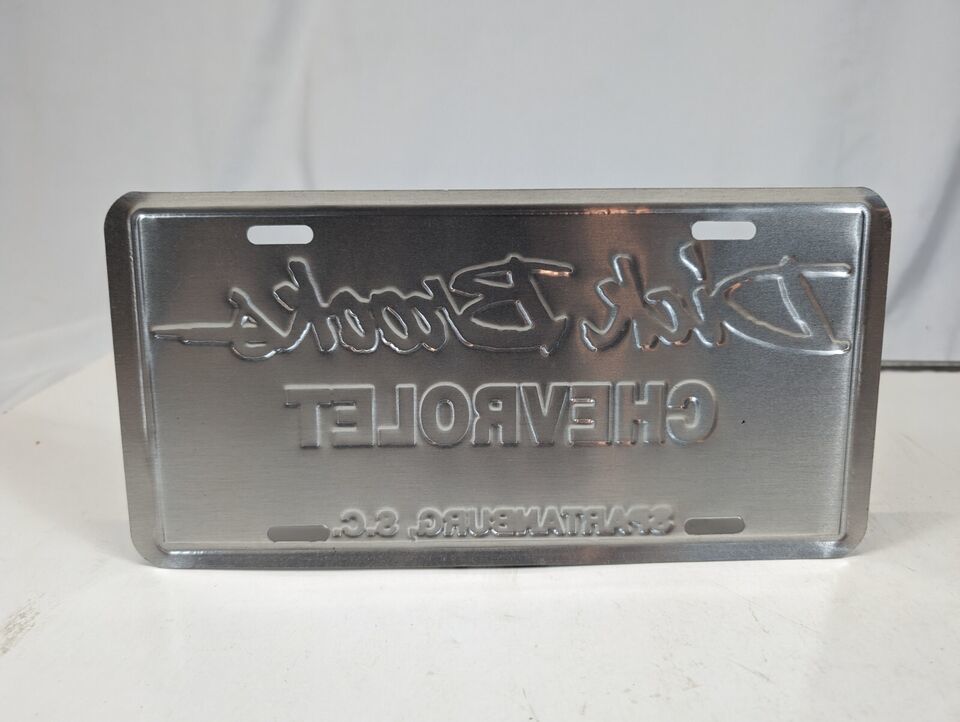 Dick Brooks
CHEVROLET
SPARTANBURG, S.C.